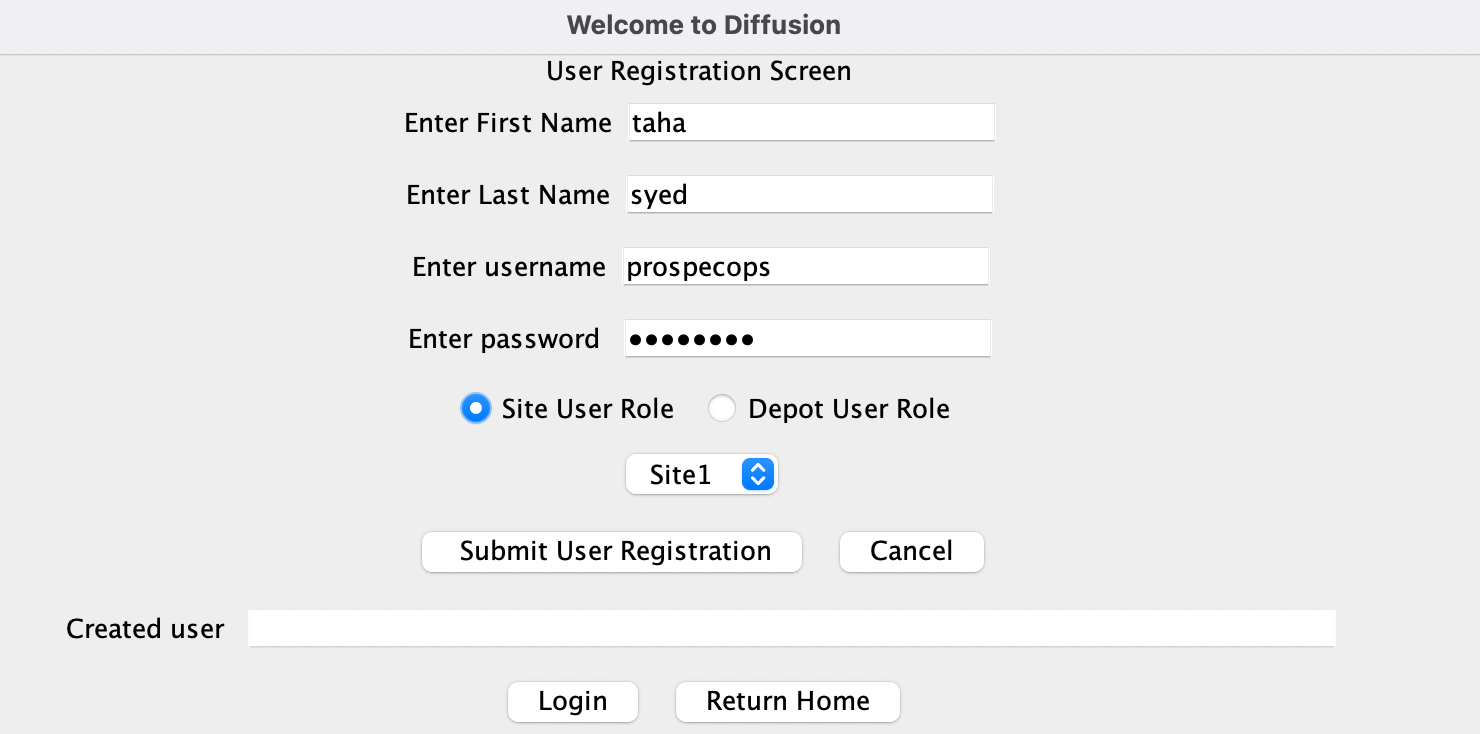 Welcome to Diffusion
User Registration Screen
Enter First Name taha
Enter Last Name syed
Enter username prospecops
Enter password ••••••••
Site User Role Depot User Role
Site1
Submit User Registration Cancel
Created user
Login Return Home